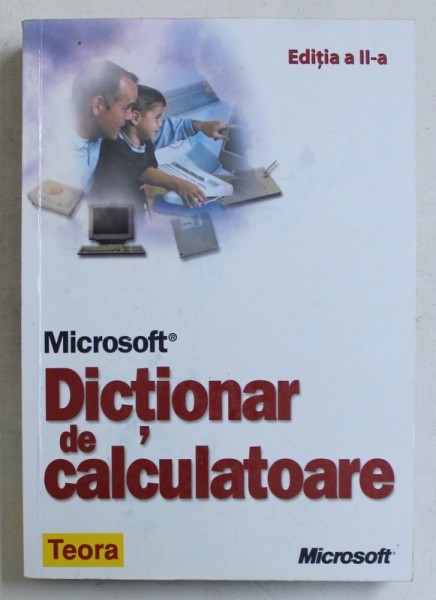 Ediția a II-a
Microsoft®
Dicționar
de
calculatoare
Teora
Microsoft®